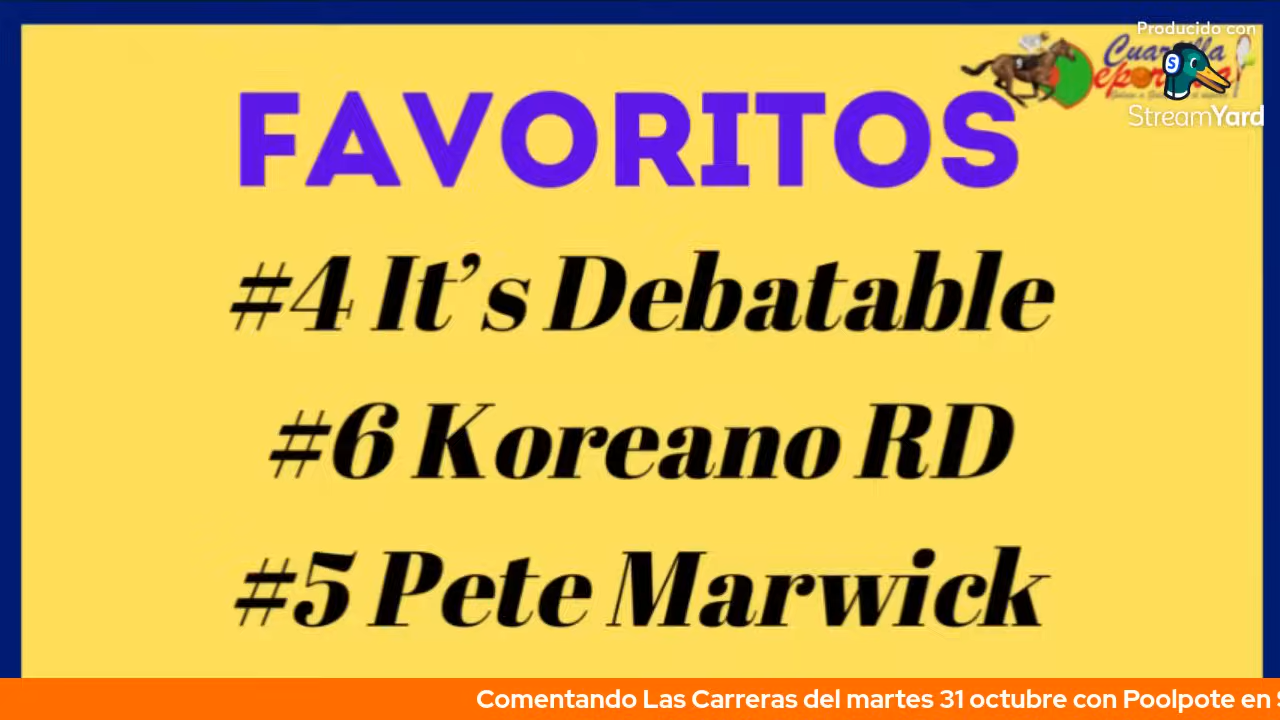 Producido con
StreamYard
FAVORITOS
#4 It’s Debatable
#6 Koreano RD
#5 Pete Marwick
Comentando Las Carreras del martes 31 octubre con Poolpote en